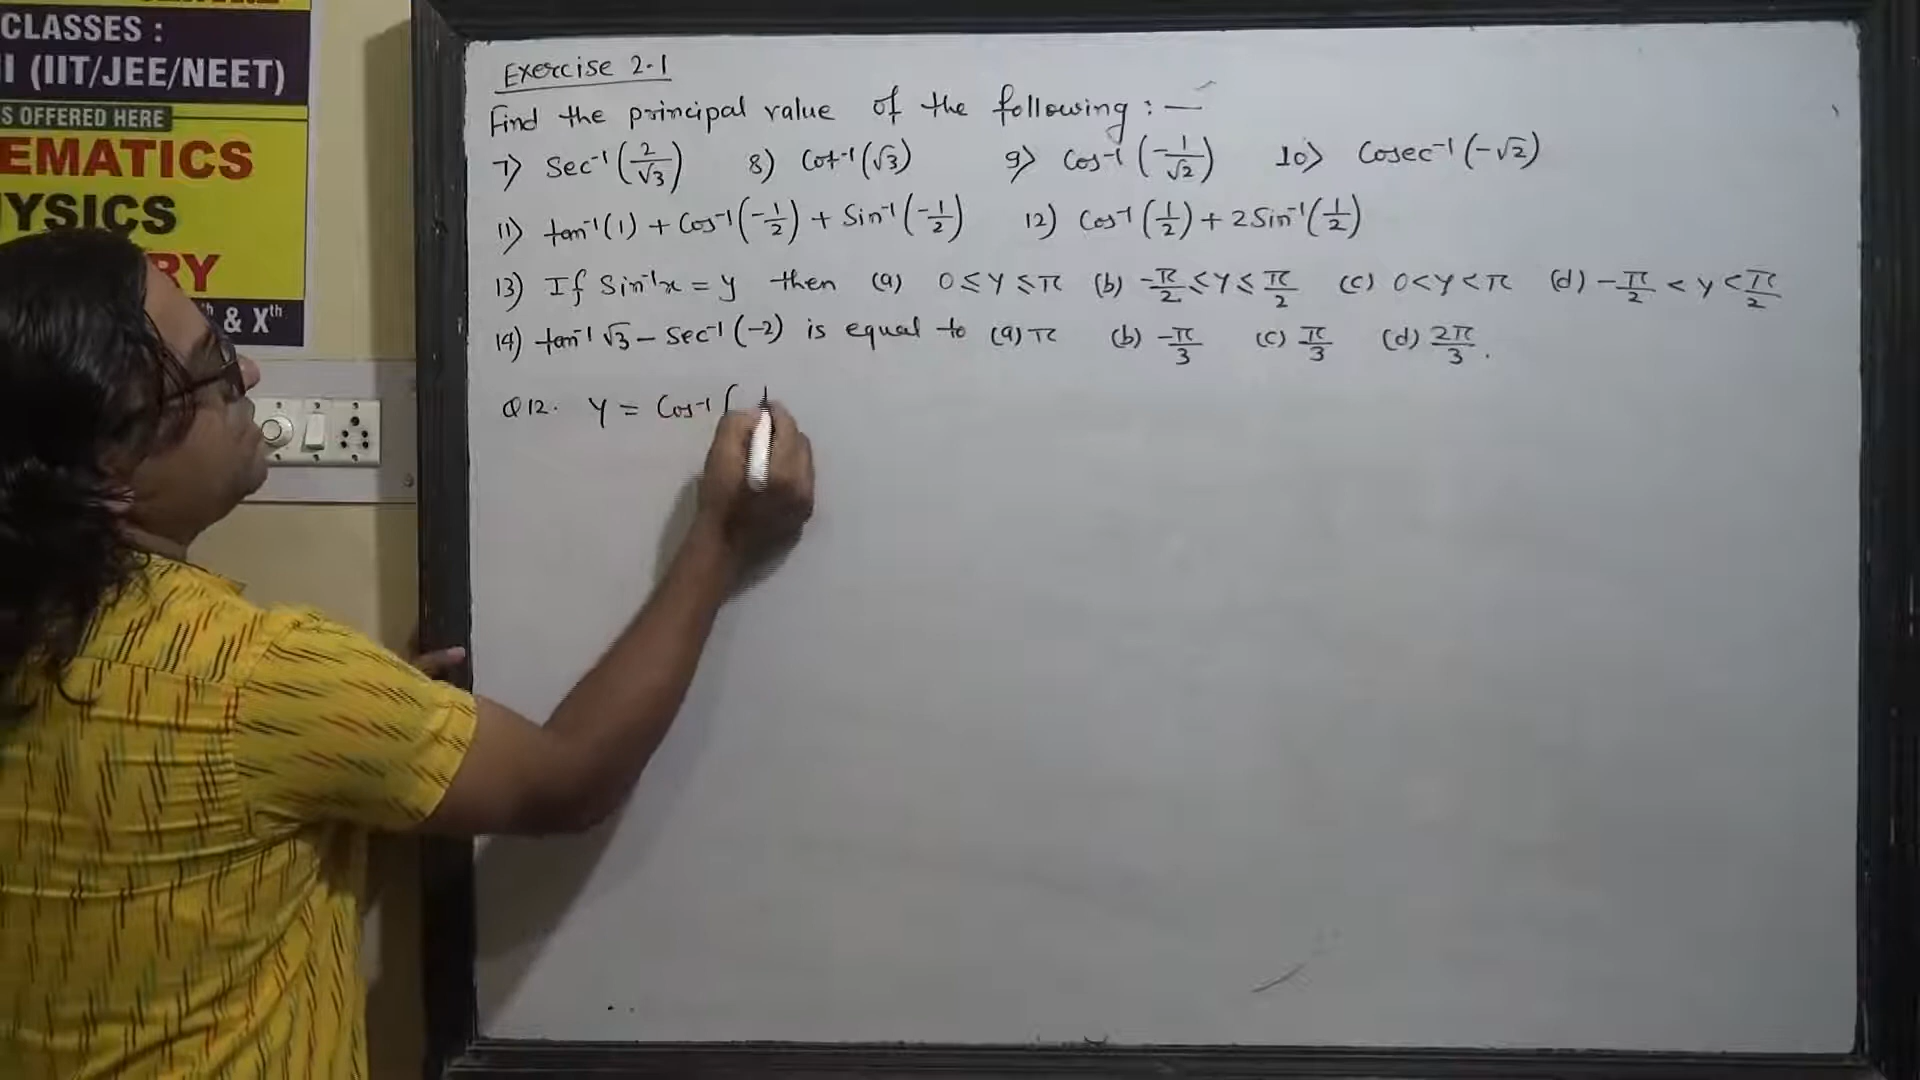 CLASSES :
I (IIT/JEE/NEET)
S OFFERED HERE
EMATICS
YSICS
RY
& Xth
Exercise 2.1
Find the principal value of the following : —
7) Sec⁻¹(2/√3) 8) Cot⁻¹(√3) 9) Cos⁻¹(-1/√2) 10) Cosec⁻¹(-√2)
11) tan⁻¹(1) + Cos⁻¹(-1/2) + Sin⁻¹(-1/2) 12) Cos⁻¹(1/2) + 2 Sin⁻¹(1/2)
13) If Sin⁻¹x = y then (a) 0 ≤ y ≤ π (b) -π/2 ≤ y ≤ π/2 (c) 0 < y < π (d) -π/2 < y < π/2
14) tan⁻¹√3 - Sec⁻¹(-2) is equal to (a) π (b) -π/3 (c) π/3 (d) 2π/3.
Q12. y = Cos⁻¹(